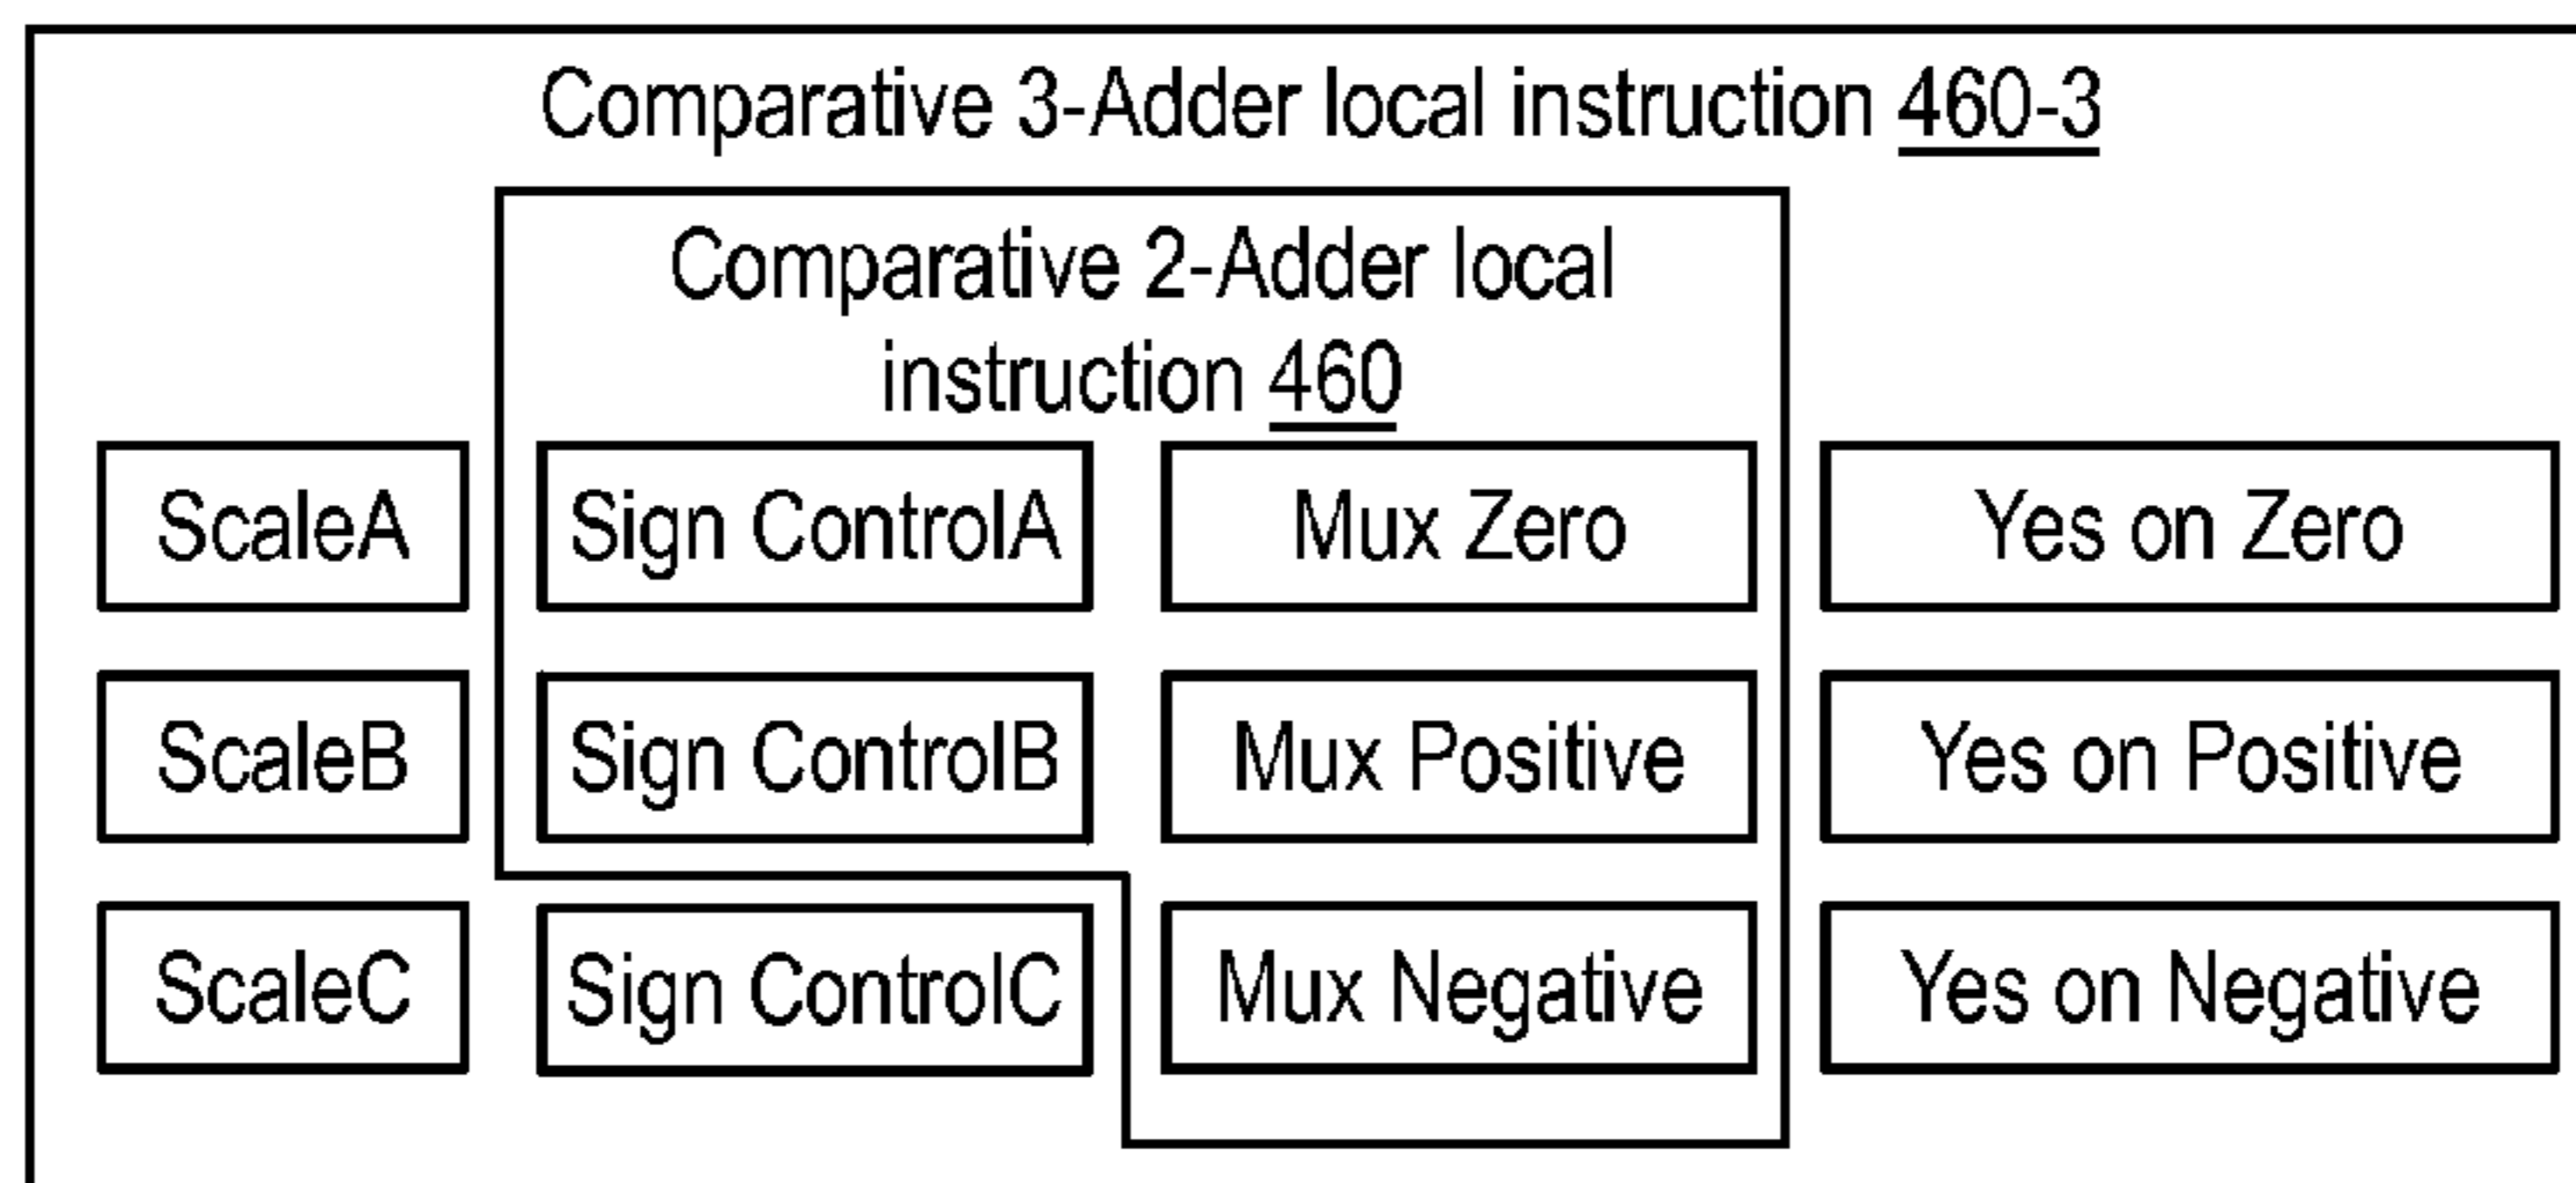 Comparative 3-Adder local instruction 460-3
Comparative 2-Adder local
instruction 460
ScaleA
Sign ControlA
Mux Zero
Yes on Zero
ScaleB
Sign ControlB
Mux Positive
Yes on Positive
ScaleC
Sign ControlC
Mux Negative
Yes on Negative